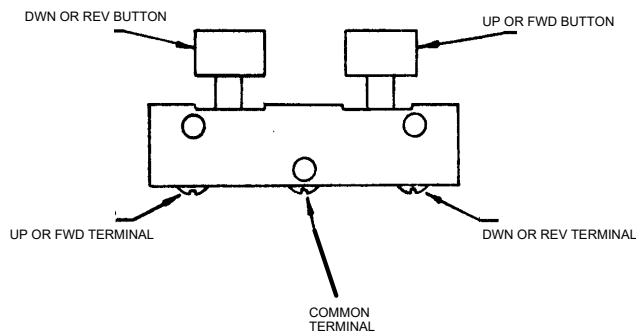 DWN OR REV BUTTON
UP OR FWD BUTTON
UP OR FWD TERMINAL
DWN OR REV TERMINAL
COMMON
TERMINAL